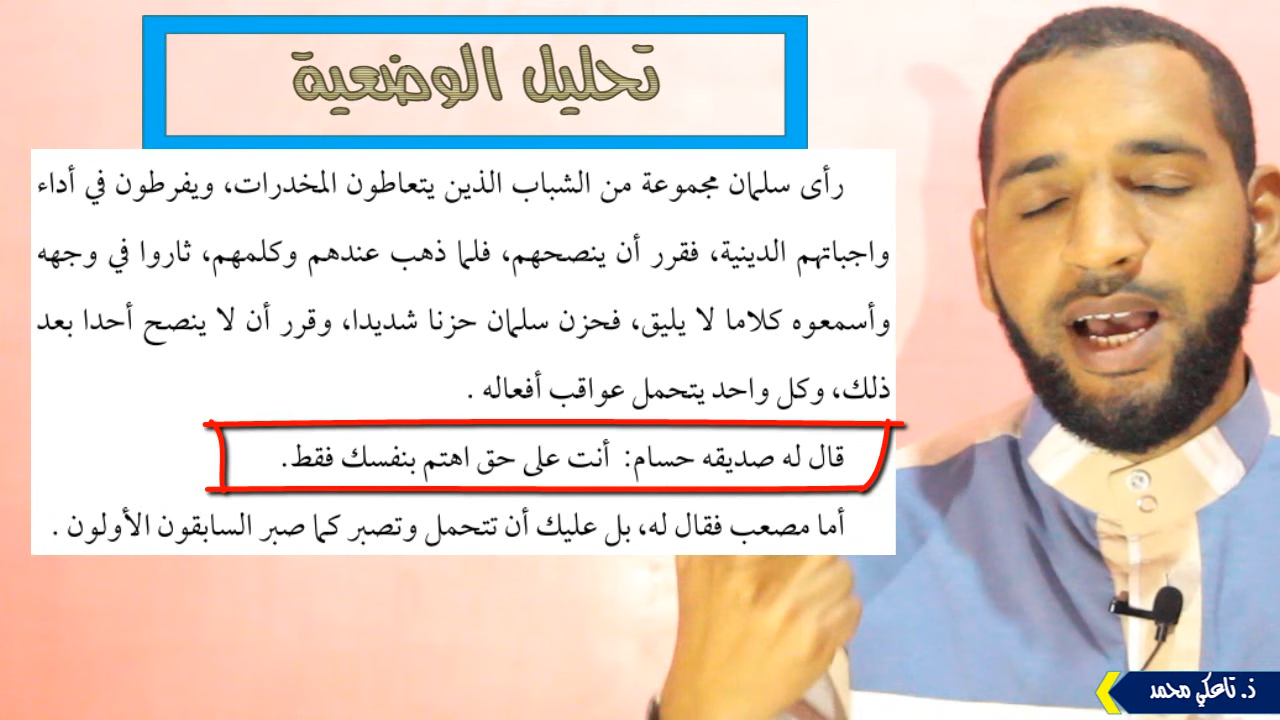 تحليل الوضعية
رأى سلمان مجموعة من الشباب الذين يتعاطون المخدرات، ويفرطون في أداء
واجباتهم الدينية، فقرر أن ينصحهم، فلما ذهب عندهم وكلمهم، ثاروا في وجهه
وأسمعوه كلاما لا يليق، فحزن سلمان حزنا شديدا، وقرر أن لا ينصح أحدا بعد
ذلك، وكل واحد يتحمل عواقب أفعاله .
قال له صديقه حسام: أنت على حق اهتم بنفسك فقط.
أما مصعب فقال له، بل عليك أن تتحمل وتصبر كما صبر السابقون الأولون .
ذ. تاعكي محمد